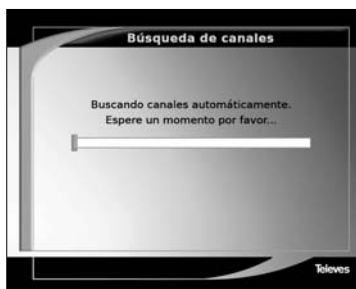 Búsqueda de canales
Buscando canales automáticamente.
Espere un momento por favor...
Televes